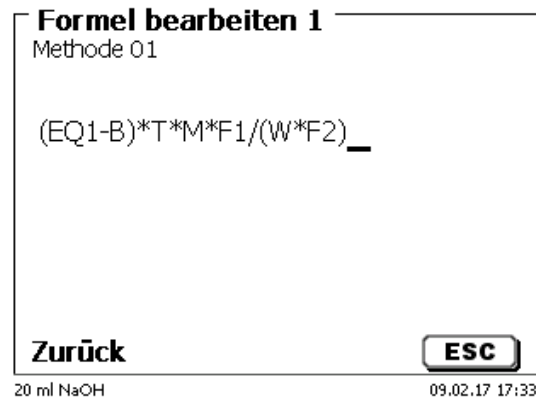 Formel bearbeiten 1
Methode 01
(EQ1-B)*T*M*F1/(W*F2)_
Zurück
ESC
20 ml NaOH
09.02.17 17:33